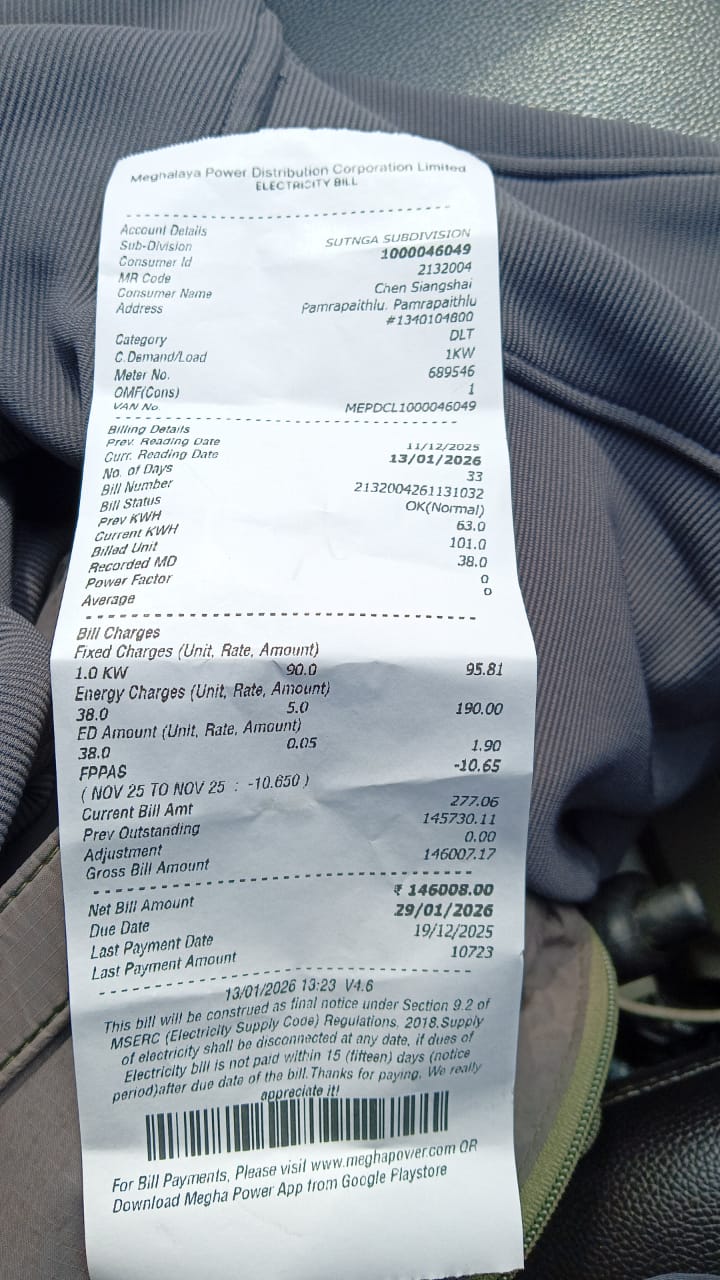 Meghalaya Power Distribution Corporation Limited
ELECTRICITY BILL
Account Details
Sub-Division SUTNGA SUBDIVISION
Consumer Id 1000046049
MR Code 2132004
Consumer Name Chen Siangshai
Address Pamrapaithlu, Pamrapaithlu
#1340104800
Category DLT
C.Demand/Load 1KW
Meter No. 689546
OMF(Cons) 1
VAN No. MEPDCL1000046049
Billing Details
Prev. Reading Date 11/12/2025
Curr. Reading Date 13/01/2026
No. of Days 33
Bill Number 2132004261131032
Bill Status OK(Normal)
Prev KWH 63.0
Current KWH 101.0
Billed Unit 38.0
Recorded MD 0
Power Factor 0
Average
Bill Charges
Fixed Charges (Unit, Rate, Amount)
1.0 KW 90.0 95.81
Energy Charges (Unit, Rate, Amount)
38.0 5.0 190.00
ED Amount (Unit, Rate, Amount)
38.0 0.05 1.90
FPPAS -10.65
( NOV 25 TO NOV 25 : -10.650 )
Current Bill Amt 277.06
Prev Outstanding 145730.11
Adjustment 0.00
Gross Bill Amount 146007.17
Net Bill Amount ₹ 146008.00
Due Date 29/01/2026
Last Payment Date 19/12/2025
Last Payment Amount 10723
13/01/2026 13:23 V4.6
This bill will be construed as final notice under Section 9.2 of
MSERC (Electricity Supply Code) Regulations, 2018.Supply
of electricity shall be disconnected at any date, if dues of
Electricity bill is not paid within 15 (fifteen) days (notice
period)after due date of the bill.Thanks for paying. We really
appreciate it!
For Bill Payments, Please visit www.meghapower.com OR
Download Megha Power App from Google Playstore